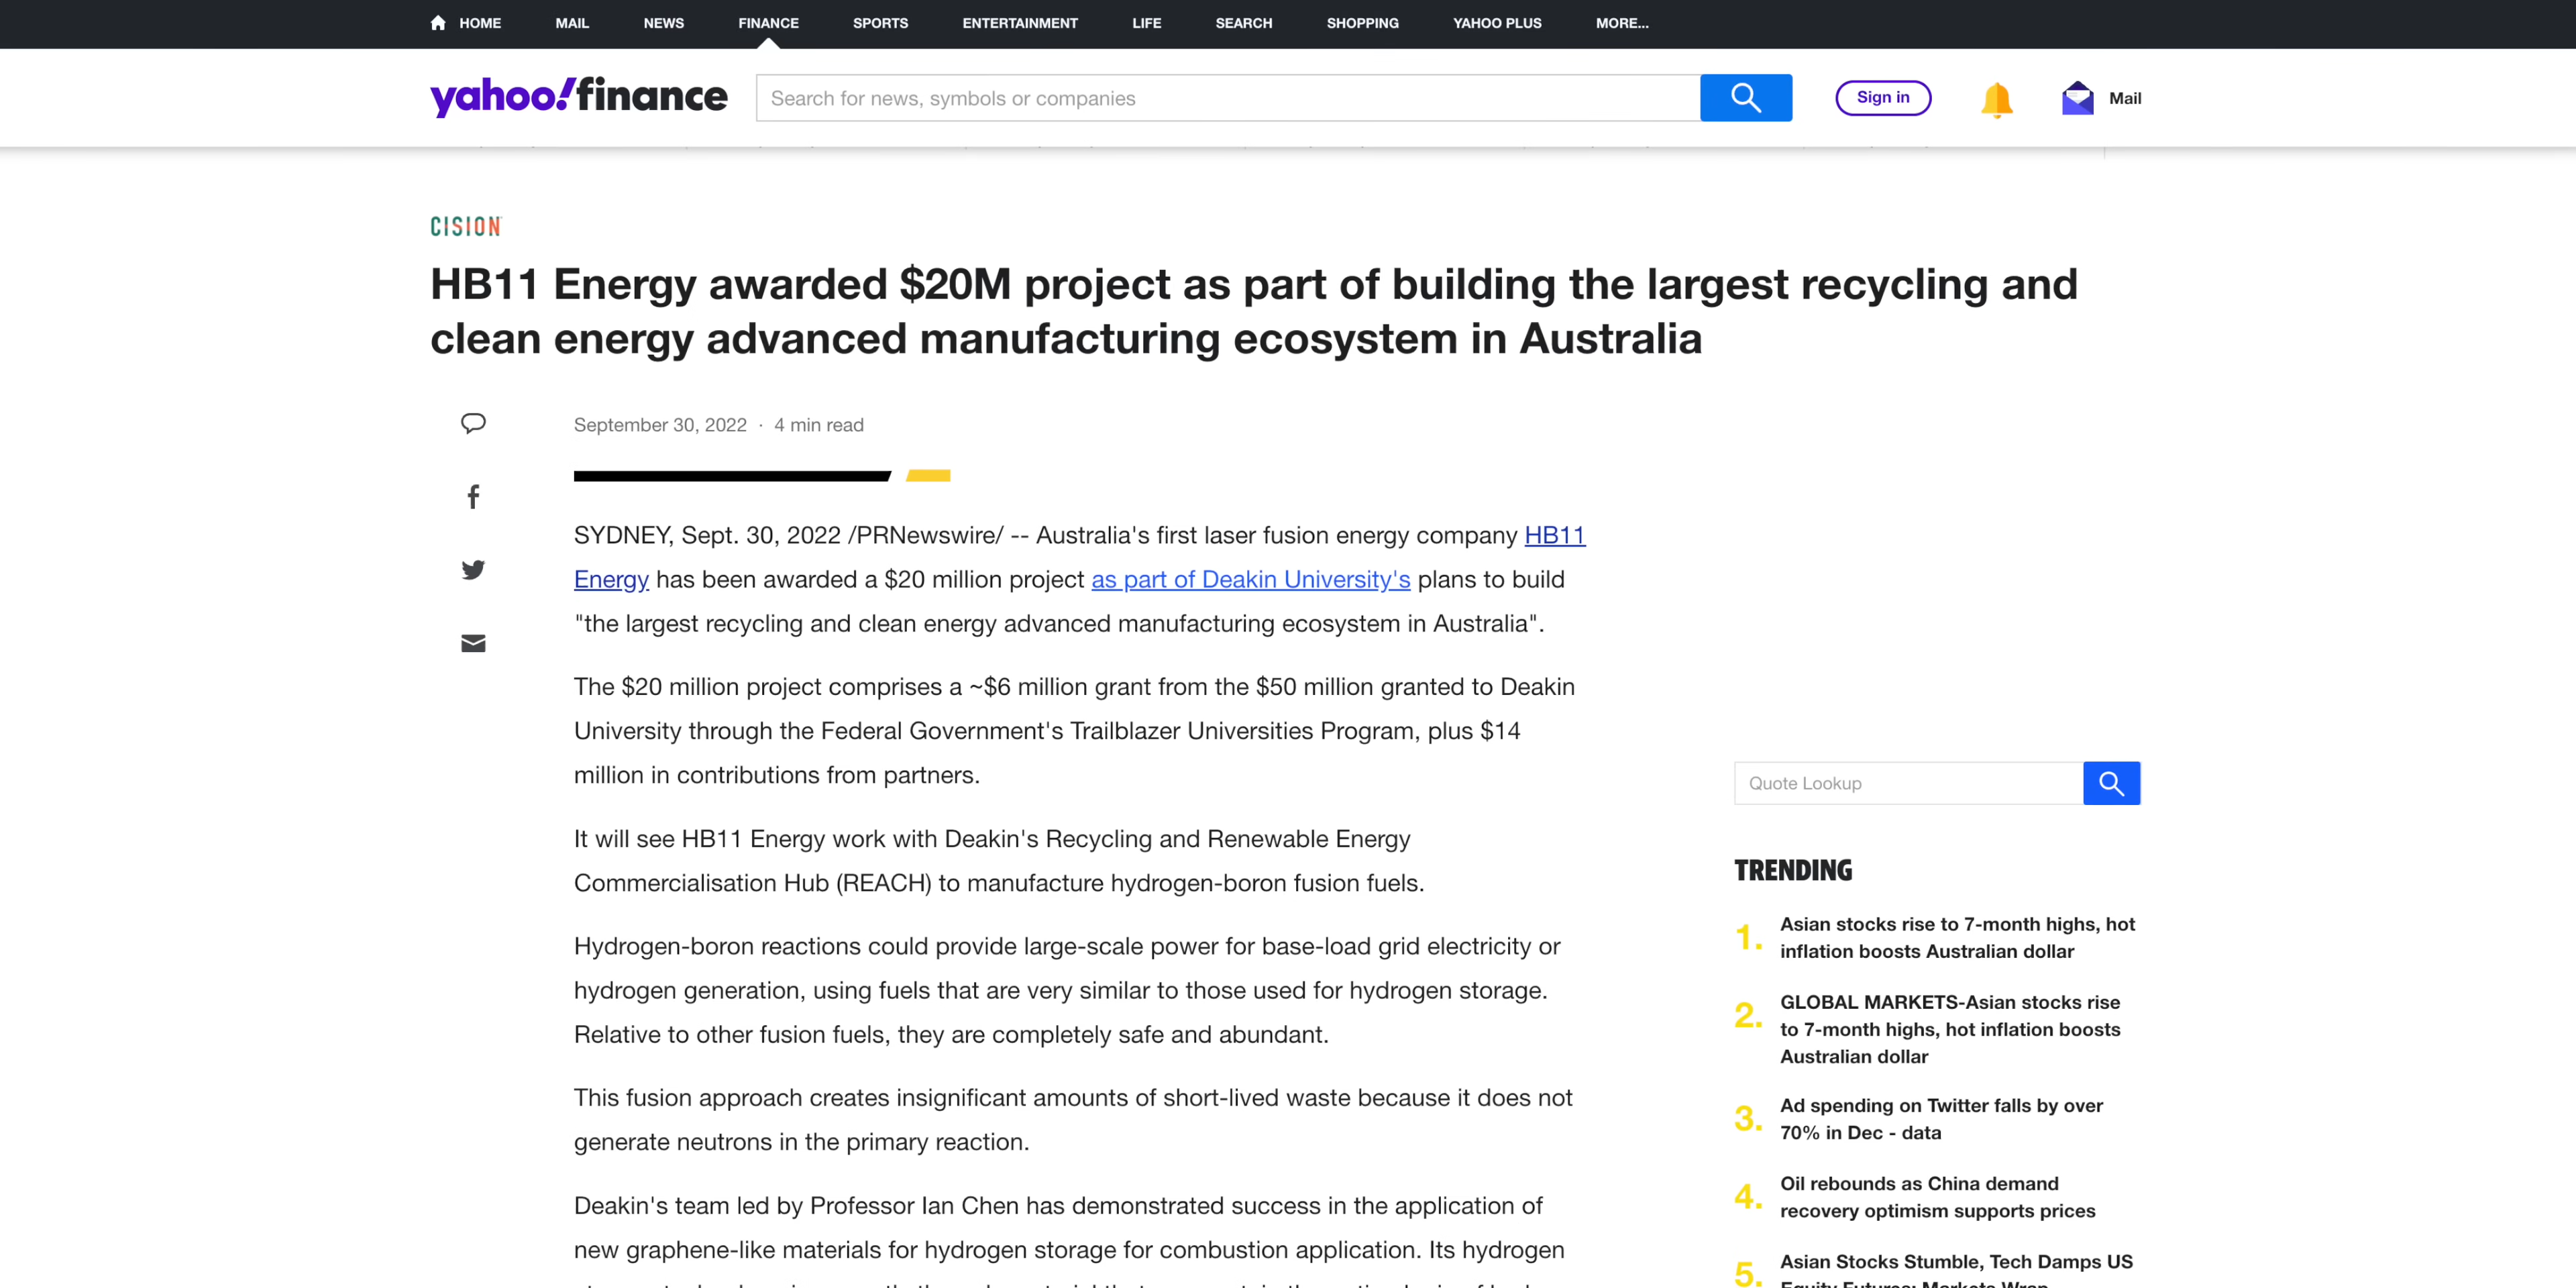 HOME MAIL NEWS FINANCE SPORTS ENTERTAINMENT LIFE SEARCH SHOPPING YAHOO PLUS MORE...
yahoo!finance
Search for news, symbols or companies
Sign in
Mail
CISION
HB11 Energy awarded $20M project as part of building the largest recycling and
clean energy advanced manufacturing ecosystem in Australia
September 30, 2022 · 4 min read
SYDNEY, Sept. 30, 2022 /PRNewswire/ -- Australia's first laser fusion energy company HB11
Energy has been awarded a $20 million project as part of Deakin University's plans to build
"the largest recycling and clean energy advanced manufacturing ecosystem in Australia".
The $20 million project comprises a ~$6 million grant from the $50 million granted to Deakin
University through the Federal Government's Trailblazer Universities Program, plus $14
million in contributions from partners.
It will see HB11 Energy work with Deakin's Recycling and Renewable Energy
Commercialisation Hub (REACH) to manufacture hydrogen-boron fusion fuels.
Hydrogen-boron reactions could provide large-scale power for base-load grid electricity or
hydrogen generation, using fuels that are very similar to those used for hydrogen storage.
Relative to other fusion fuels, they are completely safe and abundant.
This fusion approach creates insignificant amounts of short-lived waste because it does not
generate neutrons in the primary reaction.
Deakin's team led by Professor Ian Chen has demonstrated success in the application of
new graphene-like materials for hydrogen storage for combustion application. Its hydrogen
Quote Lookup
TRENDING
1. Asian stocks rise to 7-month highs, hot
inflation boosts Australian dollar
2. GLOBAL MARKETS-Asian stocks rise
to 7-month highs, hot inflation boosts
Australian dollar
3. Ad spending on Twitter falls by over
70% in Dec - data
4. Oil rebounds as China demand
recovery optimism supports prices
5. Asian Stocks Stumble, Tech Damps US
Equity Futures: Markets Wrap